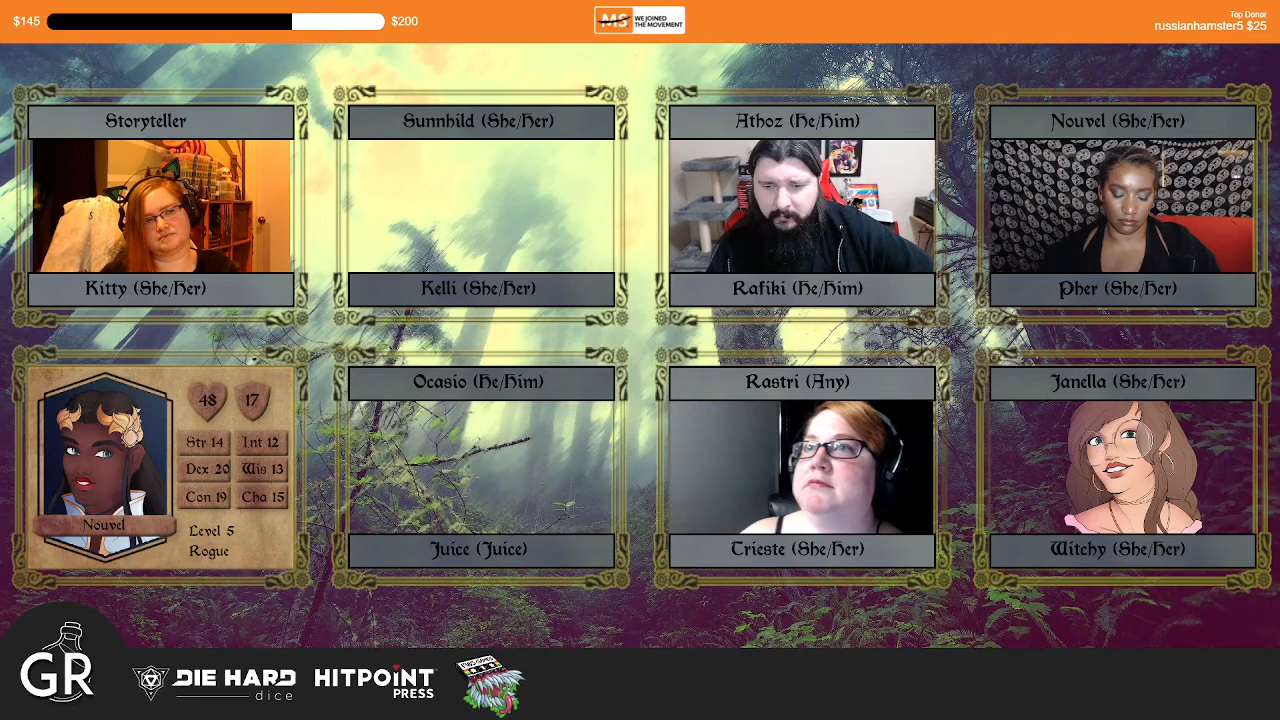 $145
$200
MS
WE JOINED
THE MOVEMENT
Top Donor
russianhamster5 $25
Storyteller
Kitty (She/Her)
Sunnhild (She/Her)
Kelli (She/Her)
Athoz (He/Him)
Rafiki (He/Him)
Nouvel (She/Her)
Pher (She/Her)
48
17
Str 14
Int 12
Dex 20
Wis 13
Con 19
Cha 15
Nouvel
Level 5
Rogue
Ocasio (He/Him)
Juice (Juice)
Rastri (Any)
Trieste (She/Her)
Janella (She/Her)
Witchy (She/Her)
GR
DIE HARD
dice
HITPOINT
PRESS